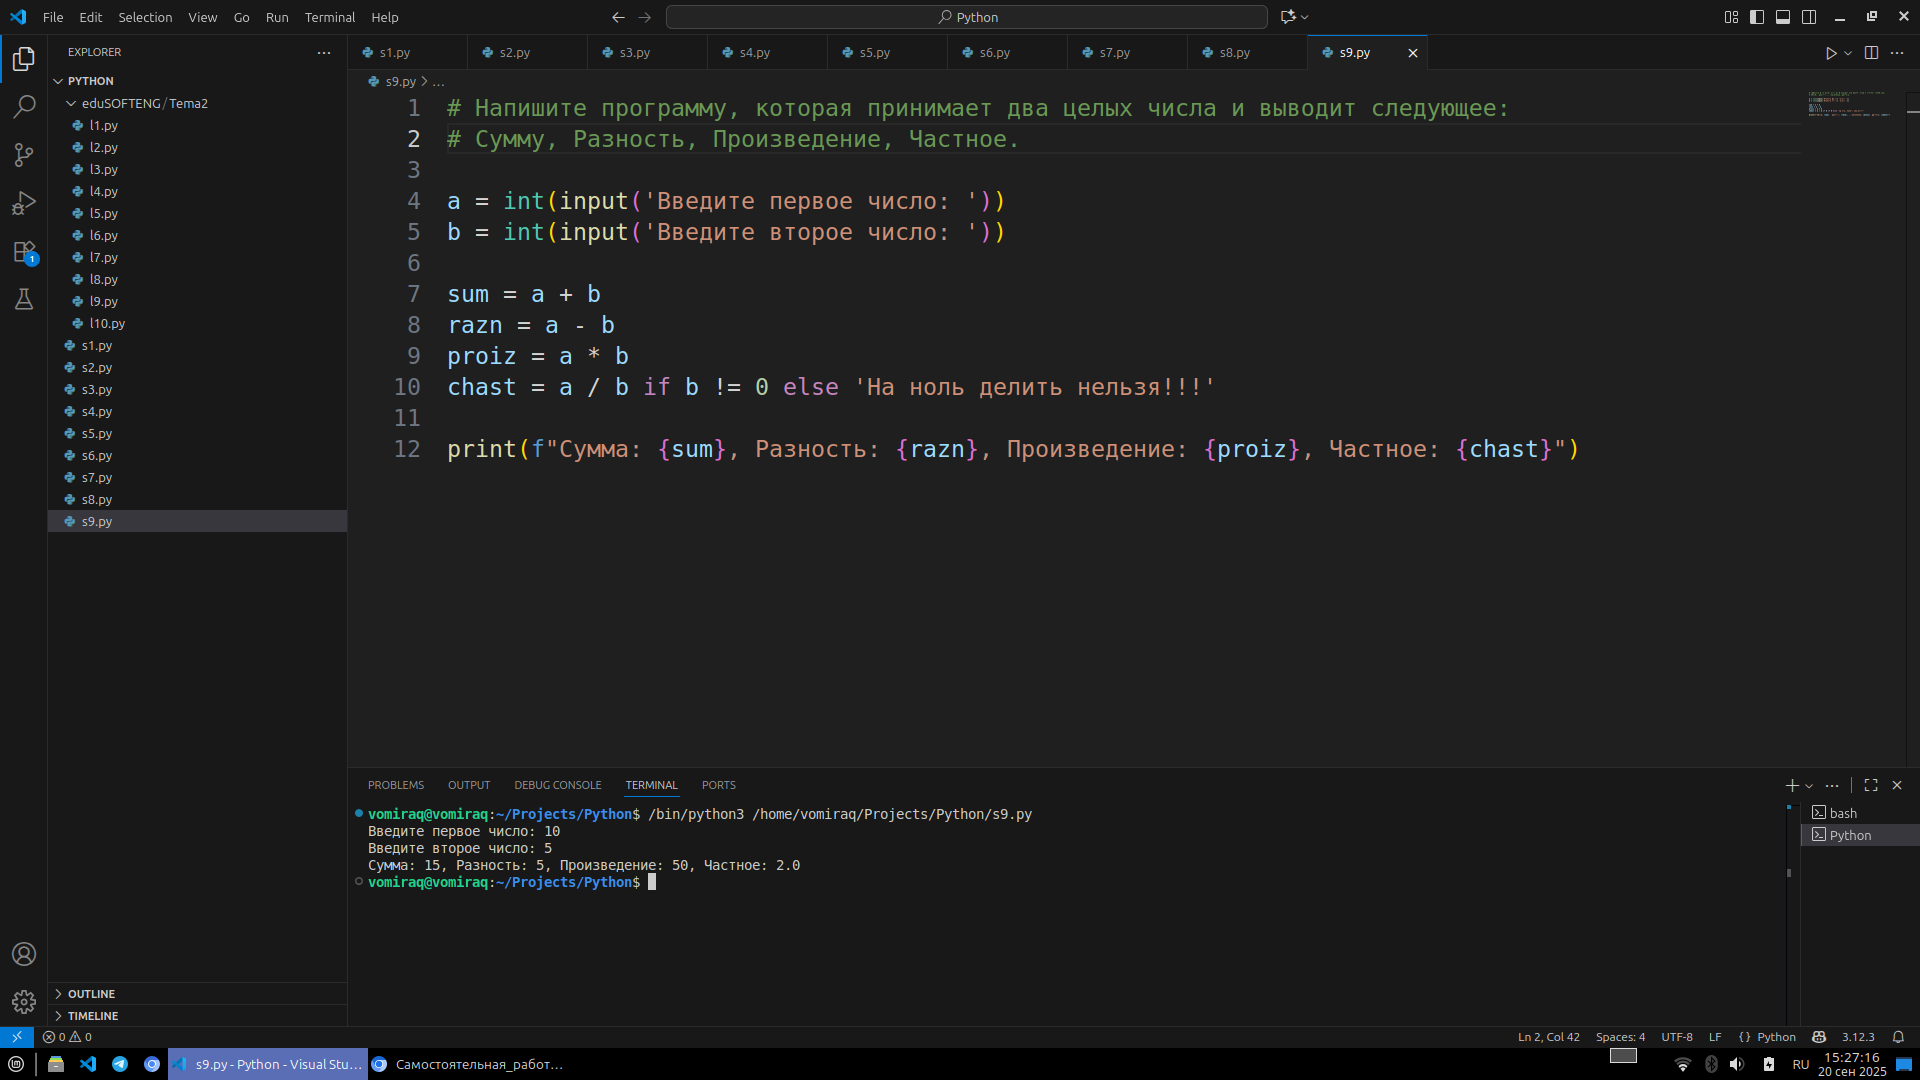 File Edit Selection View Go Run Terminal Help
Python
EXPLORER
PYTHON
eduSOFTENG/Tema2
l1.py
l2.py
l3.py
l4.py
l5.py
l6.py
l7.py
l8.py
l9.py
l10.py
s1.py
s2.py
s3.py
s4.py
s5.py
s6.py
s7.py
s8.py
s9.py
OUTLINE
TIMELINE
s1.py s2.py s3.py s4.py s5.py s6.py s7.py s8.py s9.py
s9.py > ...
1 # Напишите программу, которая принимает два целых числа и выводит следующее:
2 # Сумму, Разность, Произведение, Частное.
3
4 a = int(input('Введите первое число: '))
5 b = int(input('Введите второе число: '))
6
7 sum = a + b
8 razn = a - b
9 proiz = a * b
10 chast = a / b if b != 0 else 'На ноль делить нельзя!!!'
11
12 print(f"Сумма: {sum}, Разность: {razn}, Произведение: {proiz}, Частное: {chast}")
PROBLEMS OUTPUT DEBUG CONSOLE TERMINAL PORTS
vomiraq@vomiraq:~/Projects/Python$ /bin/python3 /home/vomiraq/Projects/Python/s9.py
Введите первое число: 10
Введите второе число: 5
Сумма: 15, Разность: 5, Произведение: 50, Частное: 2.0
vomiraq@vomiraq:~/Projects/Python$
bash
Python
1
0 0
Ln 2, Col 42 Spaces: 4 UTF-8 LF {} Python 3.12.3
s9.py - Python - Visual Stu...
Самостоятельная_работ...
RU
15:27:16
20 сен 2025